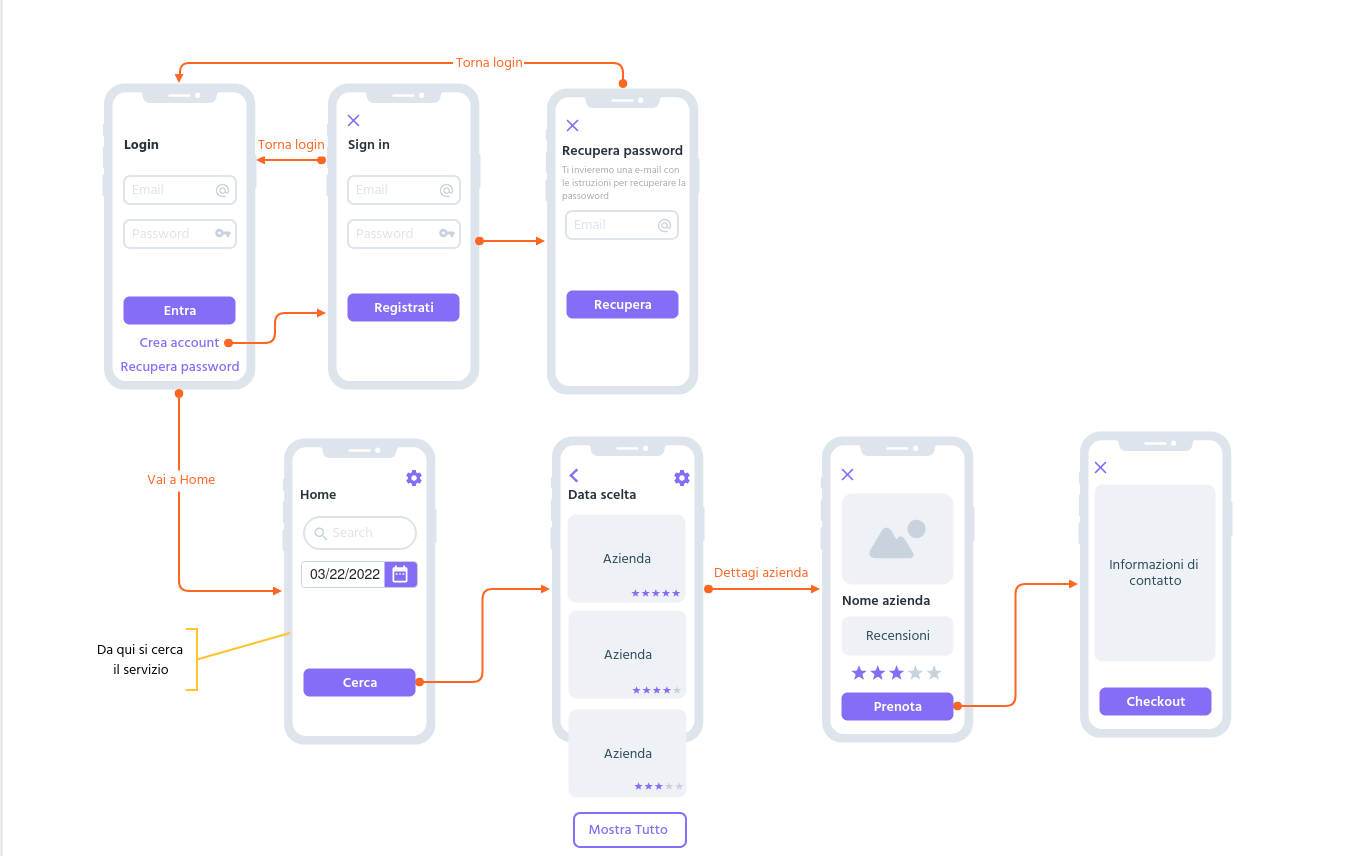 Torna login
Login
Email
Password
Entra
Crea account
Recupera password
Torna login
Sign in
Email
Password
Registrati
Recupera password
Ti invieremo una e-mail con
le istruzioni per recuperare la
passoword
Email
Recupera
Vai a Home
Da qui si cerca
il servizio
Home
Search
03/22/2022
Cerca
Data scelta
Azienda
Azienda
Azienda
Mostra Tutto
Dettagi azienda
Nome azienda
Recensioni
Prenota
Informazioni di
contatto
Checkout